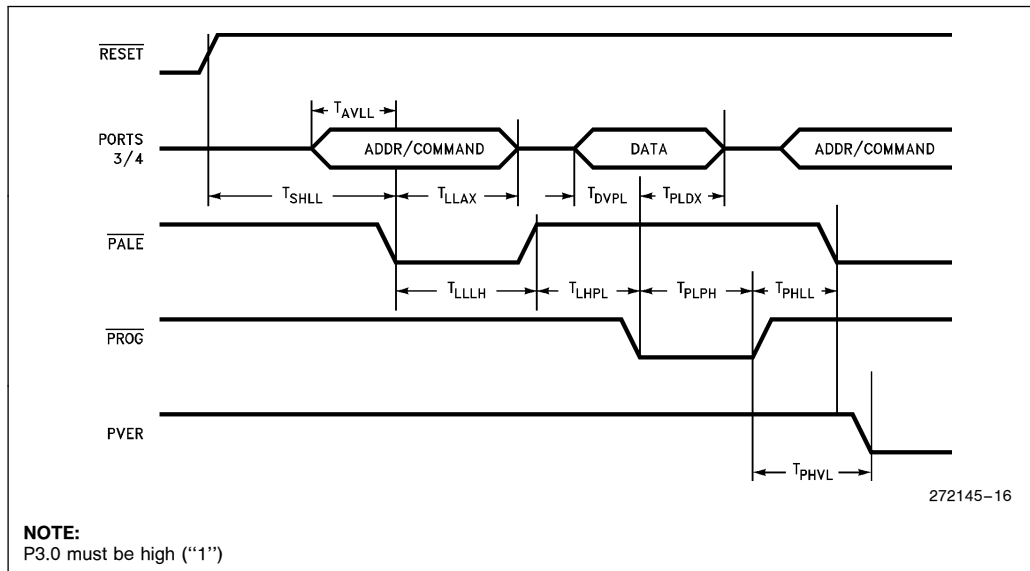 RESET
T_AVLL
PORTS
3/4
ADDR/COMMAND
DATA
ADDR/COMMAND
T_SHLL
T_LLAX
T_DVPL
T_PLDX
PALE
T_LLLH
T_LHPL
T_PLPH
T_PHLL
PROG
PVER
T_PHVL
272145–16
NOTE:
P3.0 must be high (‘‘1’’)